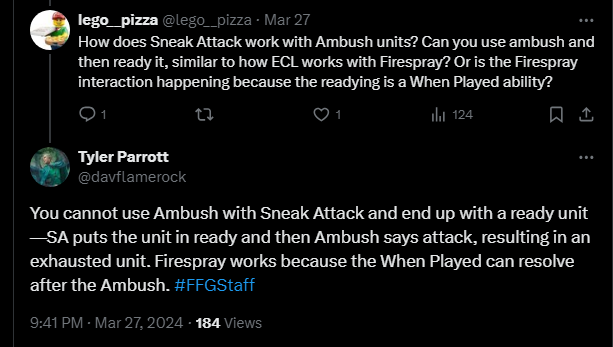 lego__pizza @lego__pizza · Mar 27
How does Sneak Attack work with Ambush units? Can you use ambush and
then ready it, similar to how ECL works with Firespray? Or is the Firespray
interaction happening because the readying is a When Played ability?
1 1 124
Tyler Parrott
@davflamerock
You cannot use Ambush with Sneak Attack and end up with a ready unit
—SA puts the unit in ready and then Ambush says attack, resulting in an
exhausted unit. Firespray works because the When Played can resolve
after the Ambush. #FFGStaff
9:41 PM · Mar 27, 2024 · 184 Views